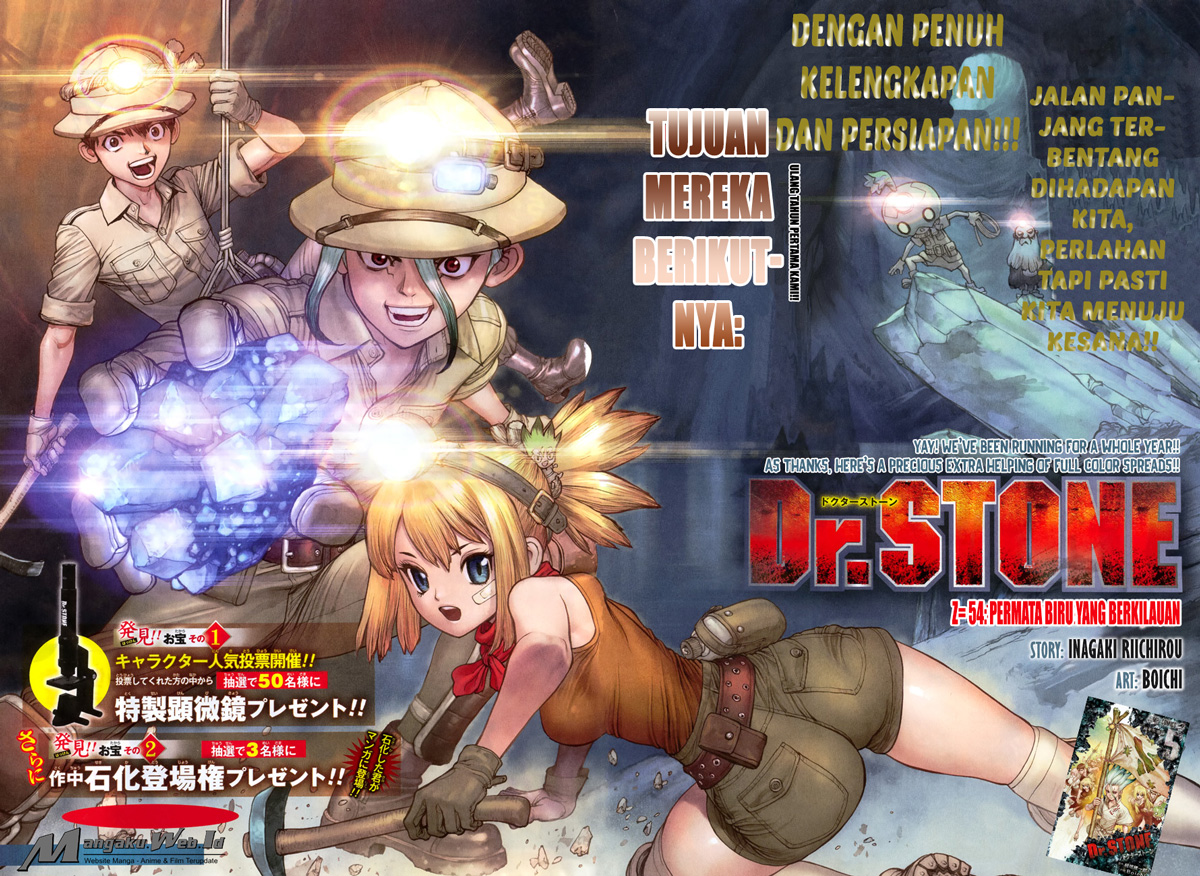 DENGAN PENUH
KELENGKAPAN
DAN PERSIAPAN!!!
JALAN PAN-
JANG TER-
BENTANG
DIHADAPAN
KITA,
PERLAHAN
TAPI PASTI
KITA MENUJU
KESANA!!
TUJUAN
MEREKA
BERIKUT-
NYA:
ULANG TAHUN PERTAMA KAMI!!
YAY! WE'VE BEEN RUNNING FOR A WHOLE YEAR!!
AS THANKS, HERE'S A PRECIOUS EXTRA HELPING OF FULL COLOR SPREADS!!
ドクターストーン
Dr.STONE
Z= 54: PERMATA BIRU YANG BERKILAUAN
STORY: INAGAKI RIICHIROU
ART: BOICHI
5
Dr.STONE
Dr.STONE
発見!! お宝その1
キャラクター人気投票開催!!
投票してくれた方の中から 抽選で50名様に
特製顕微鏡プレゼント!!
さらに
発見!! お宝その2 抽選で3名様に
作中石化登場権プレゼント!!
石化した君が
マンガに登場!!
Mangaku.Web.Id
Website Manga - Anime & Film Terupdate